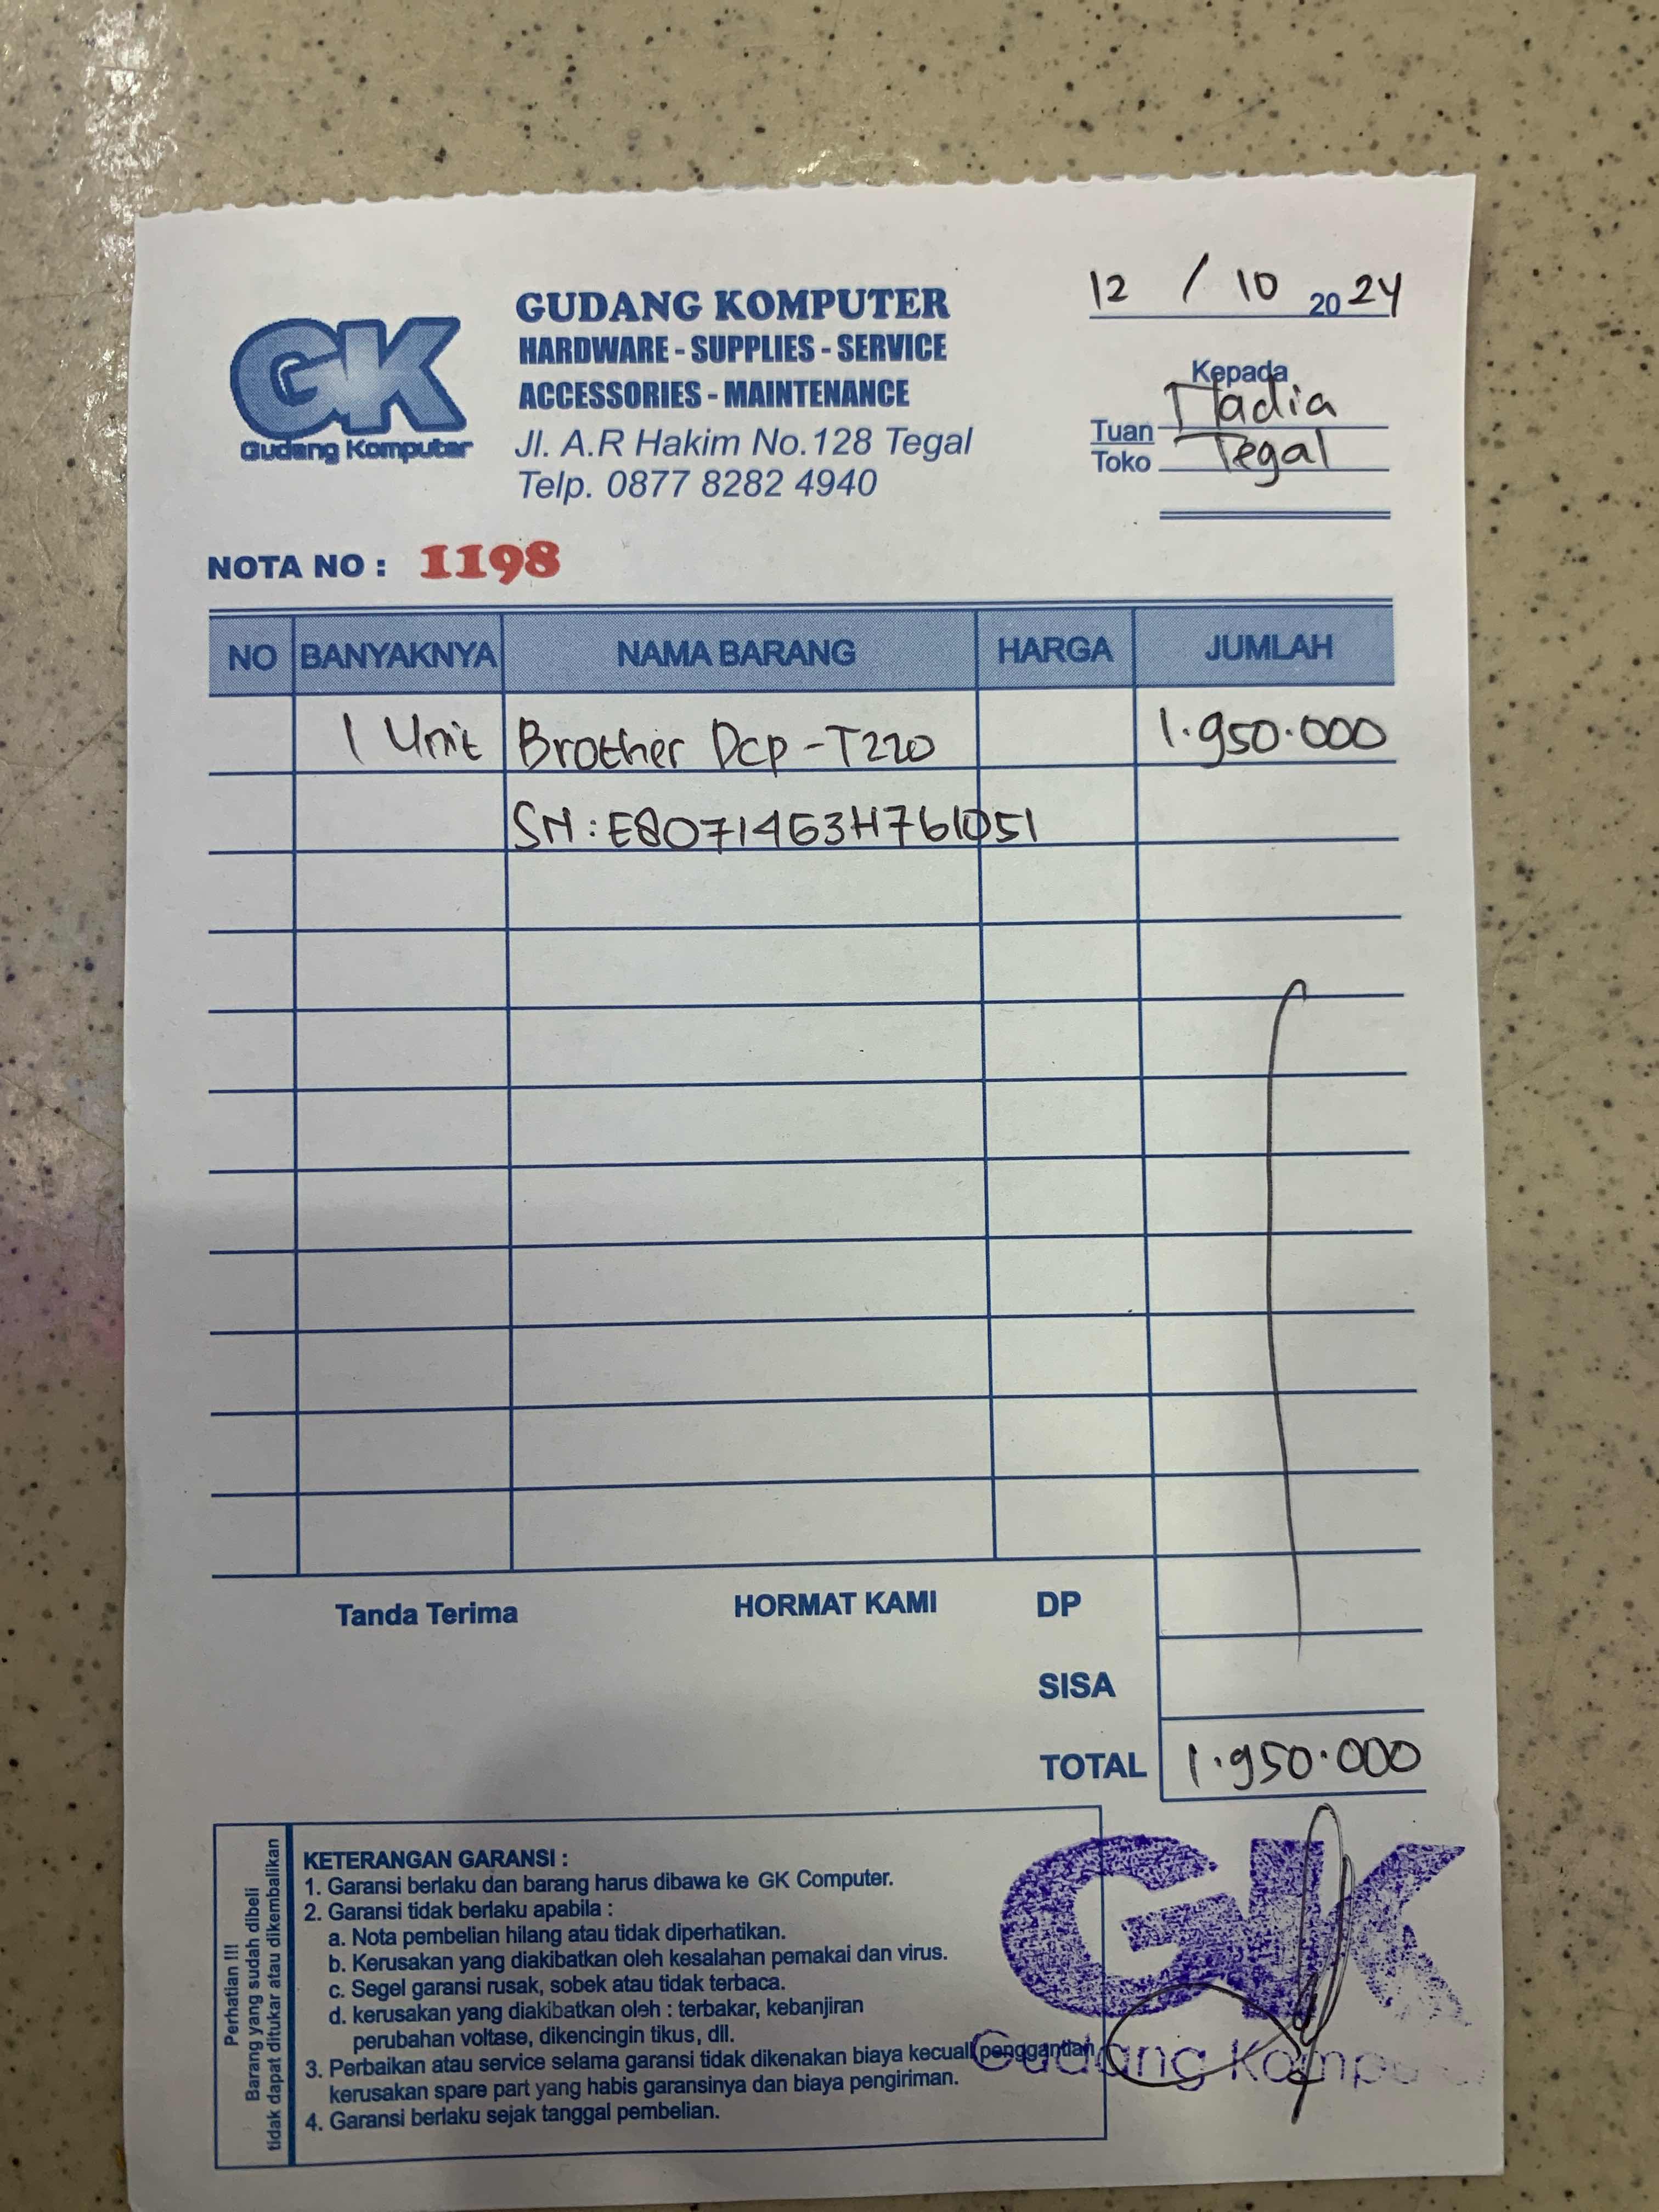 GK
Gudang Komputer
GUDANG KOMPUTER
HARDWARE - SUPPLIES - SERVICE
ACCESSORIES - MAINTENANCE
Jl. A.R Hakim No.128 Tegal
Telp. 0877 8282 4940
12 / 10 2024
Kepada
Tuan Nadia
Toko Tegal
NOTA NO : 1198
NO BANYAKNYA NAMA BARANG HARGA JUMLAH
1 Unit Brother Dcp-T220 1.950.000
SN : E80714G3H761051
Tanda Terima HORMAT KAMI DP
SISA
TOTAL 1.950.000
Perhatian !!!
Barang yang sudah dibeli
tidak dapat ditukar atau dikembalikan
KETERANGAN GARANSI :
1. Garansi berlaku dan barang harus dibawa ke GK Computer.
2. Garansi tidak berlaku apabila :
a. Nota pembelian hilang atau tidak diperhatikan.
b. Kerusakan yang diakibatkan oleh kesalahan pemakai dan virus.
c. Segel garansi rusak, sobek atau tidak terbaca.
d. kerusakan yang diakibatkan oleh : terbakar, kebanjiran
perubahan voltase, dikencingin tikus, dll.
3. Perbaikan atau service selama garansi tidak dikenakan biaya kecuali penggantian
kerusakan spare part yang habis garansinya dan biaya pengiriman.
4. Garansi berlaku sejak tanggal pembelian.
GK
Gudang Komputer